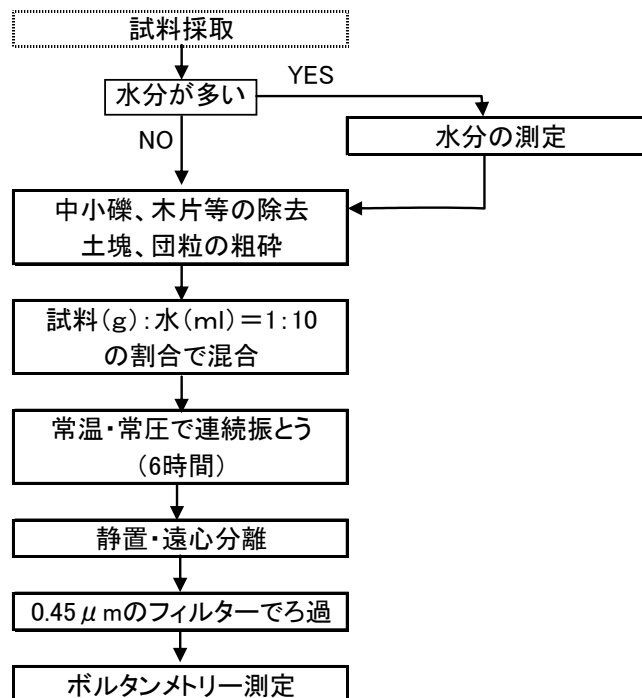 試料採取
水分が多い
YES
NO
水分の測定
中小礫、木片等の除去
土塊、団粒の粗砕
試料(g):水(ml)=1:10
の割合で混合
常温・常圧で連続振とう
(6時間)
静置・遠心分離
0.45μmのフィルターでろ過
ボルタンメトリー測定